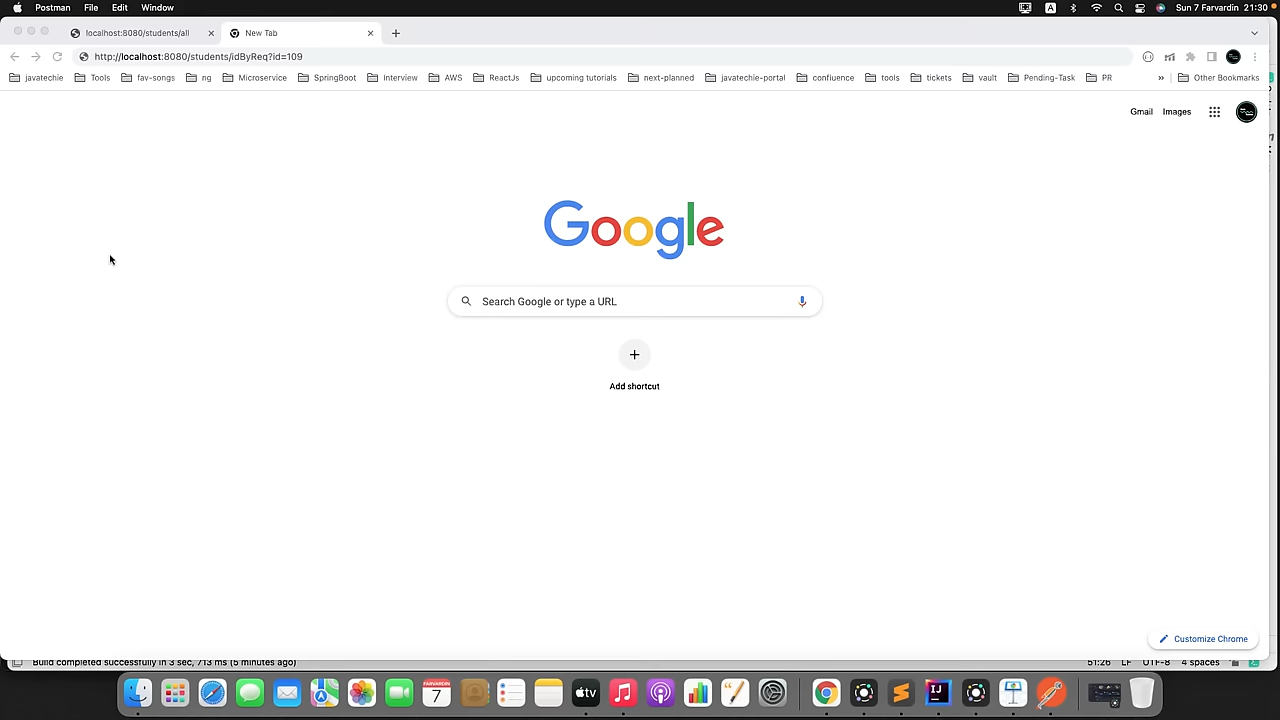 Postman File Edit Window A Sun 7 Farvardin 21:30
localhost:8080/students/all New Tab
http://localhost:8080/students/idByReq?id=109
javatechie Tools fav-songs ng Microservice SpringBoot Interview AWS ReactJs upcoming tutorials next-planned javatechie-portal confluence tools tickets vault Pending-Task PR » Other Bookmarks
Gmail Images
Google
Search Google or type a URL
Add shortcut
Customize Chrome
Build completed successfully in 3 sec, 713 ms (5 minutes ago) 51:26 LF UTF-8 4 spaces
FARVARDIN
7
tv
IJ